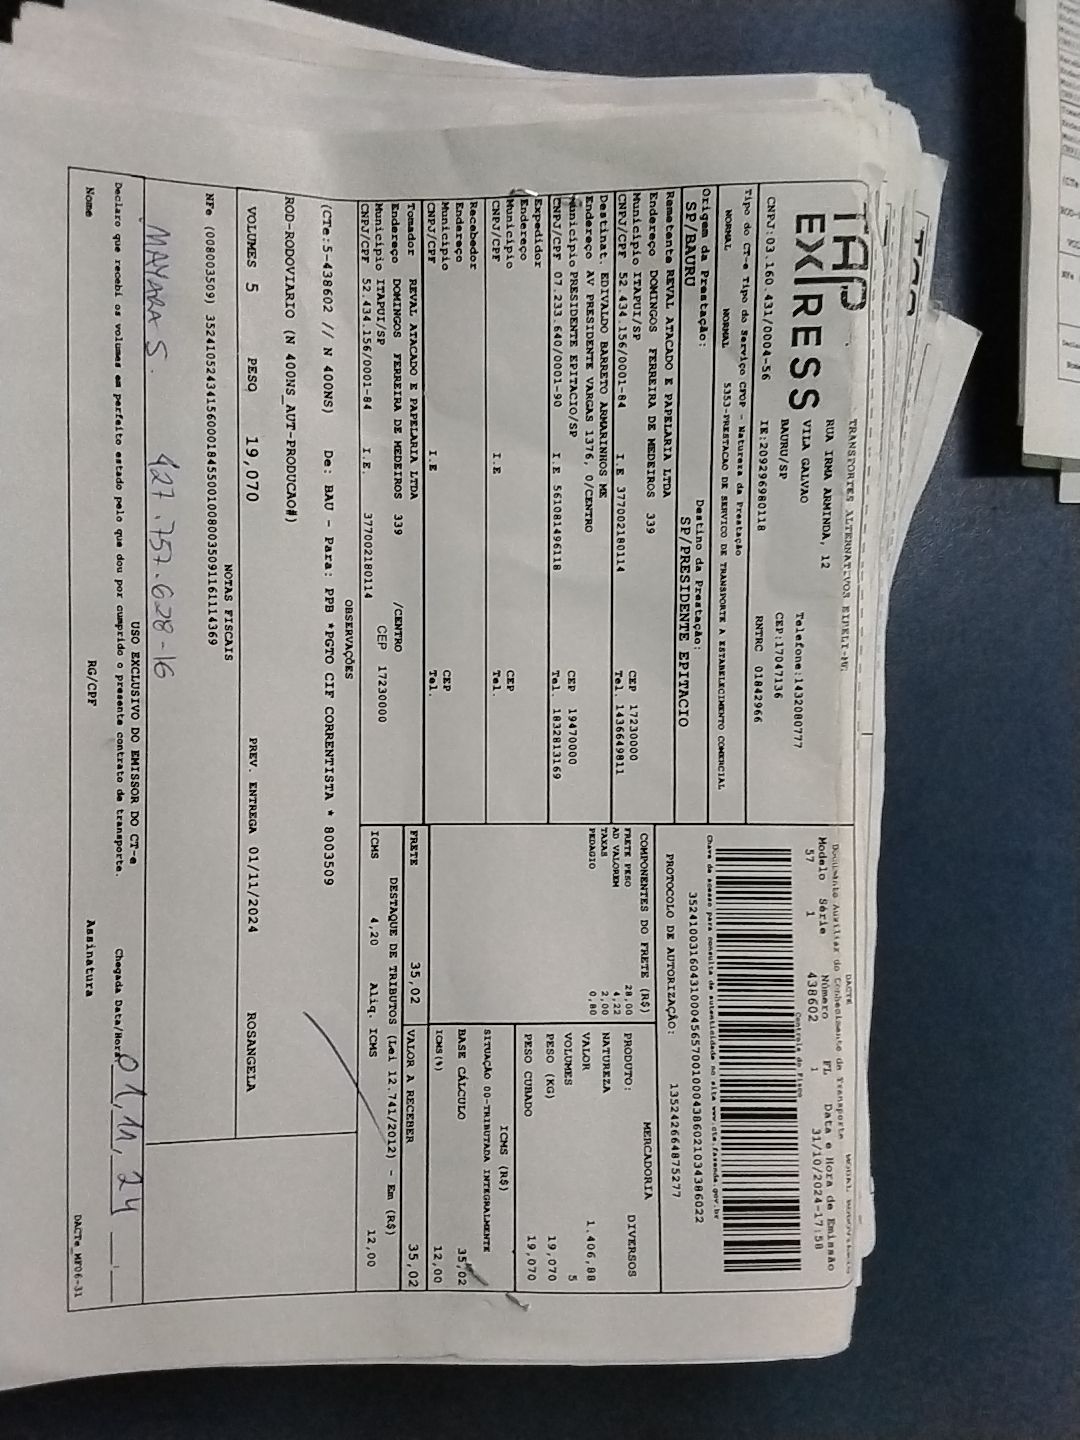 TAP
EXPRESS
TRANSPORTES ALTERNATIVOS EIRELI-ME
RUA IRMA ARMINDA, 12
VILA GALVAO
BAURU/SP
Telefone:1432080777
CEP:17047136
CNPJ:03.160.431/0004-56 IE:209296980118 RNTRC 01842966
DACTE
Documento Auxiliar do Conhecimento de Transporte - MODAL RODOVIARIO
Modelo Série Número FL Data e Hora de Emissão
57 1 438602 1 31/10/2024-17:58
Controle do Fisco
Tipo do CT-e Tipo do Serviço CFOP - Natureza da Prestação
NORMAL NORMAL 5353-PRESTACAO DE SERVICO DE TRANSPORTE A ESTABELECIMENTO COMERCIAL
Chave de acesso para consulta de autenticidade no site www.cte.fazenda.gov.br
35241003160431000456570010004386021034386022
PROTOCOLO DE AUTORIZAÇÃO: 135242664875277
Origem da Prestação: Destino da Prestação:
SP/BAURU SP/PRESIDENTE EPITACIO
Remetente REVAL ATACADO E PAPELARIA LTDA
Endereço DOMINGOS FERREIRA DE MEDEIROS 339
Município ITAPUI/SP CEP 17230000
CNPJ/CPF 52.434.156/0001-84 I.E 377002180114 Tel. 1436649811
Destinat. EDIVALDO BARRETO ARMARINHOS ME
Endereço AV PRESIDENTE VARGAS 1376, 0/CENTRO
Município PRESIDENTE EPITACIO/SP CEP 19470000
CNPJ/CPF 07.233.640/0001-90 I.E 561081496118 Tel. 1832813169
Expedidor
Endereço
Município CEP
CNPJ/CPF I.E Tel.
Recebedor
Endereço
Município CEP
CNPJ/CPF I.E Tel.
Tomador REVAL ATACADO E PAPELARIA LTDA
Endereço DOMINGOS FERREIRA DE MEDEIROS 339 /CENTRO
Município ITAPUI/SP CEP 17230000
CNPJ/CPF 52.434.156/0001-84 I.E 377002180114
COMPONENTES DO FRETE (R$)
FRETE PESO 28,00
AD VALOREM 4,22
TAXAS 2,00
PEDAGIO 0,80
MERCADORIA
PRODUTO: DIVERSOS
NATUREZA
VALOR 1.406,88
VOLUMES 5
PESO (KG) 19,070
PESO CUBADO 19,070
ICMS (R$)
SITUAÇÃO 00-TRIBUTADA INTEGRALMENTE
BASE CÁLCULO 35,02
ICMS(%) 12,00
FRETE 35,02 VALOR A RECEBER 35,02
DESTAQUE DE TRIBUTOS (Lei 12.741/2012) - Em (R$)
ICMS 4,20 Aliq. ICMS 12,00
OBSERVAÇÕES
(CTe:5-438602 // N 400NS) De: BAU - Para: PPB *PGTO CIF CORRENTISTA * 8003509
ROD-RODOVIARIO (N 400NS_AUT-PRODUCAO#)
VOLUMES 5 PESO 19,070 PREV. ENTREGA 01/11/2024 ROSANGELA
NOTAS FISCAIS
NFe (008003509) 35241052434156000184550010080035091161114369
MAYARA S. 427.757.628-16
USO EXCLUSIVO DO EMISSOR DO CT-e
Declaro que recebi os volumes em perfeito estado pelo que dou por cumprido o presente contrato de transporte. Chegada Data/Hora 01/11/24
Nome RG/CPF Assinatura
DACTe_MF06-31